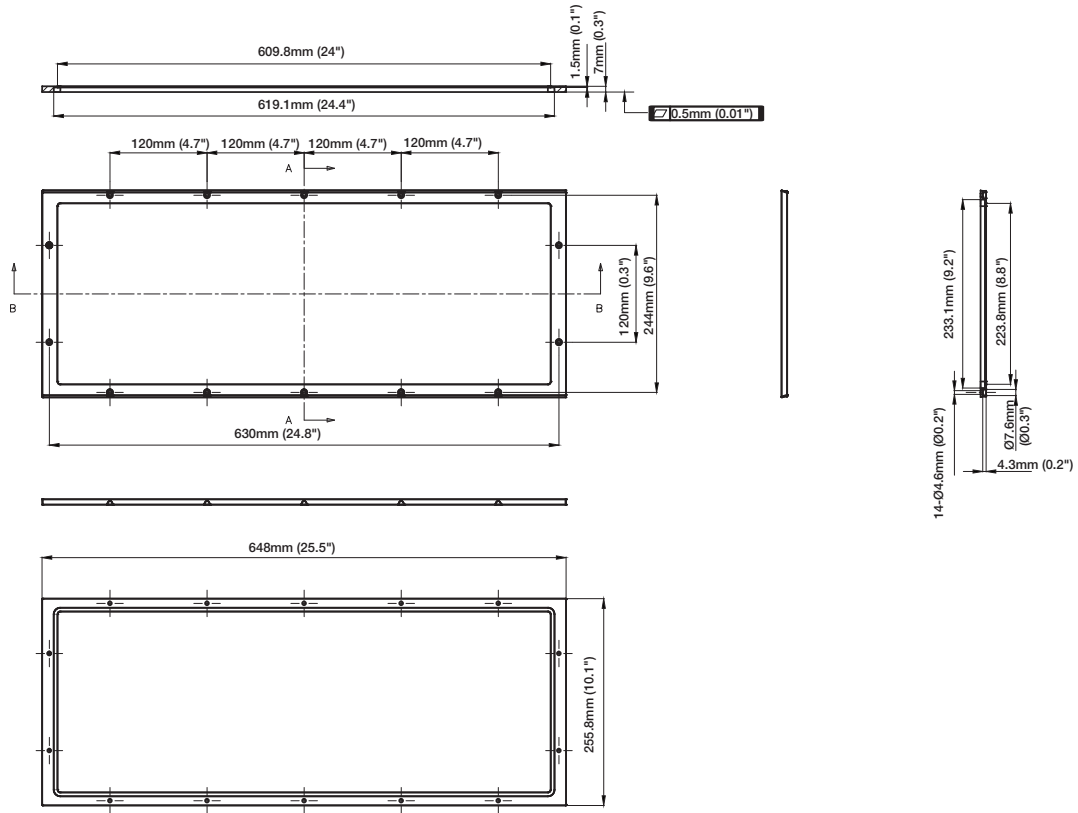 609.8mm (24")
1.5mm (0.1")
7mm (0.3")
619.1mm (24.4")
0.5mm (0.01")
120mm (4.7")
120mm (4.7")
120mm (4.7")
120mm (4.7")
A
B
B
120mm (0.3")
244mm (9.6")
233.1mm (9.2")
223.8mm (8.8")
A
630mm (24.8")
14-Ø4.6mm (Ø0.2")
Ø7.6mm
(Ø0.3")
4.3mm (0.2")
648mm (25.5")
255.8mm (10.1")